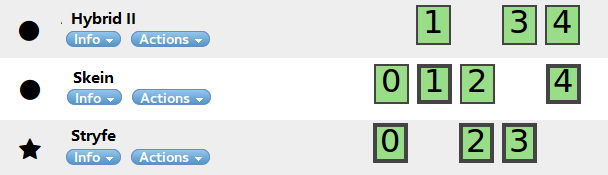 Hybrid II 1 3 4
Info Actions
Skein 0 1 2 4
Info Actions
Stryfe 0 2 3
Info Actions